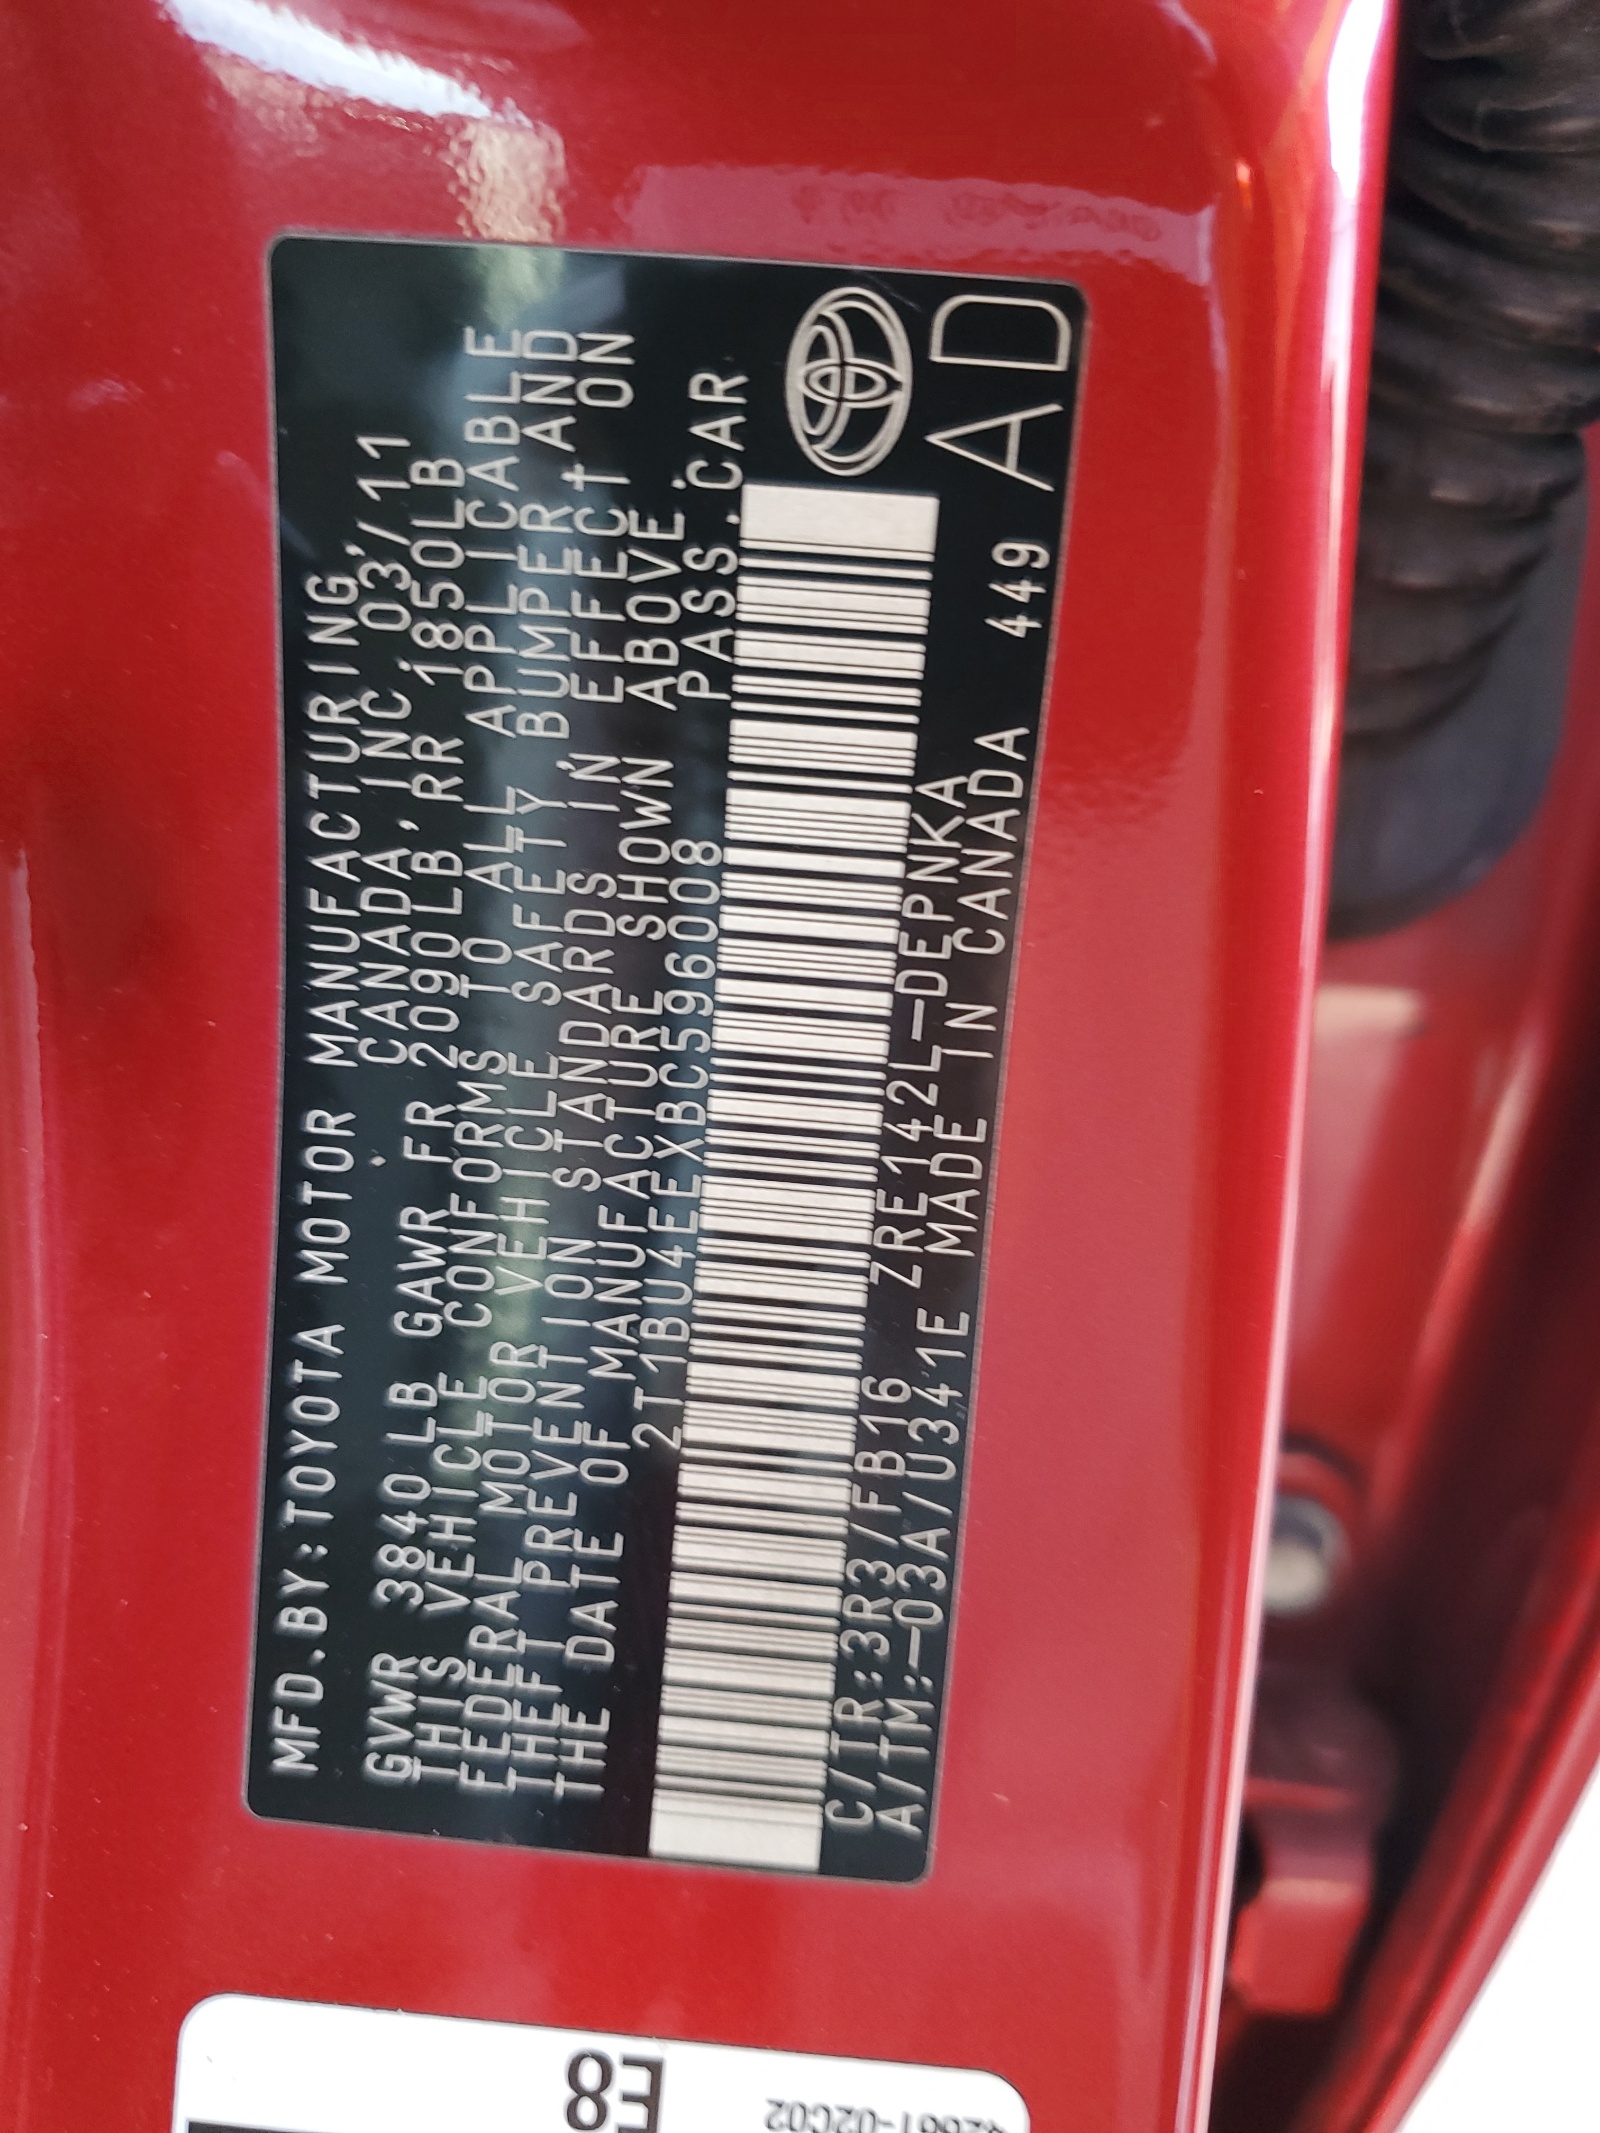 MFD.BY:TOYOTA MOTOR MANUFACTURING,
CANADA, INC. 03/11
GVWR 3840 LB GAWR FR 2090LB, RR 1850LB
THIS VEHICLE CONFORMS TO ALL APPLICABLE
FEDERAL MOTOR VEHICLE SAFETY, BUMPER AND
THEFT PREVENTION STANDARDS IN EFFECT ON
THE DATE OF MANUFACTURE SHOWN ABOVE.
2T1BU4EEXBC596008 PASS.CAR
C/TR:3R3/FB16 ZRE142L-DEPNKA
A/TM:-03A/U341E MADE IN CANADA 449 AD
E8
42661-02C02